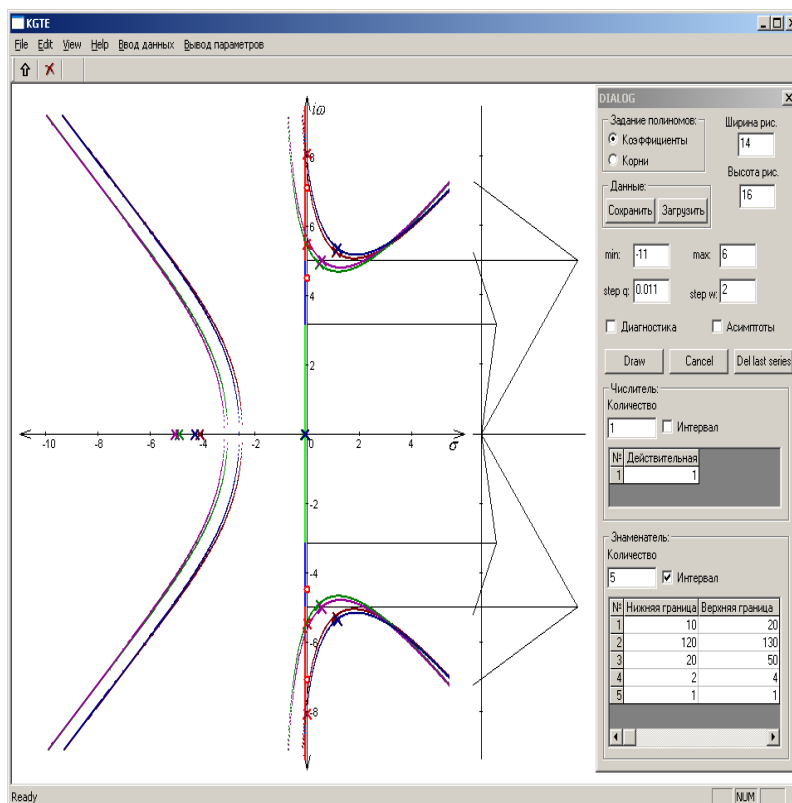 KGTE
File Edit View Help Ввод данных Вывод параметров
iω
8
6
4
2
-10 -8 -6 -4 -2 0 2 4 σ
-2
-4
-6
-8
DIALOG
Задание полиномов:
Коэффициенты
Корни
Ширина рис.
14
Высота рис.
16
Данные:
Сохранить Загрузить
min: -11 max: 6
step q: 0.011 step w: 2
Диагностика Асимптоты
Draw Cancel Del last series
Числитель:
Количество
1 Интервал
№ Действительная
1 1
Знаменатель:
Количество
5 Интервал
№ Нижняя граница Верхняя граница
1 10 20
2 120 130
3 20 50
4 2 4
5 1 1
Ready NUM